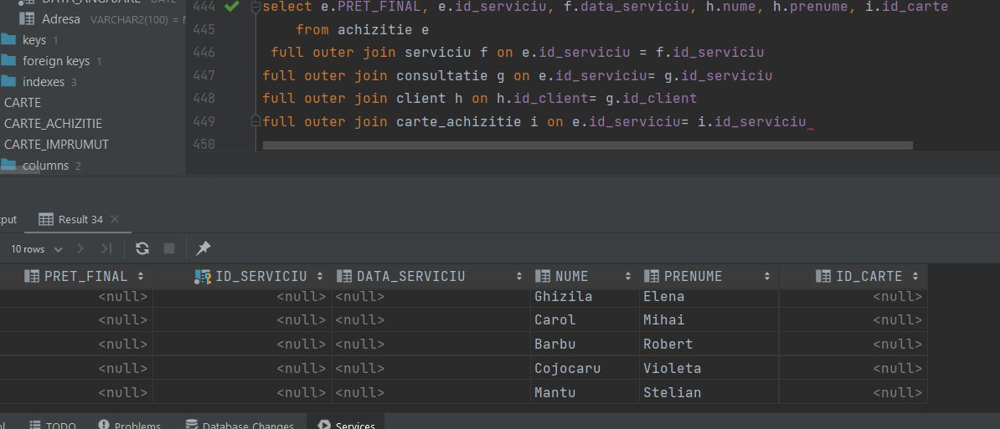 DATA_ANGAJARE DATE
Adresa VARCHAR2(100) = N
keys 1
foreign keys 1
indexes 3
CARTE
CARTE_ACHIZITIE
CARTE_IMPRUMUT
columns 2
444 select e.PRET_FINAL, e.id_serviciu, f.data_serviciu, h.nume, h.prenume, i.id_carte
445 from achizitie e
446 full outer join serviciu f on e.id_serviciu = f.id_serviciu
447 full outer join consultatie g on e.id_serviciu= g.id_serviciu
448 full outer join client h on h.id_client= g.id_client
449 full outer join carte_achizitie i on e.id_serviciu= i.id_serviciu
450
tput Result 34
10 rows
PRET_FINAL ID_SERVICIU DATA_SERVICIU NUME PRENUME ID_CARTE
<null> <null> <null> Ghizila Elena <null>
<null> <null> <null> Carol Mihai <null>
<null> <null> <null> Barbu Robert <null>
<null> <null> <null> Cojocaru Violeta <null>
<null> <null> <null> Mantu Stelian <null>
ol TODO Problems Database Changes Services